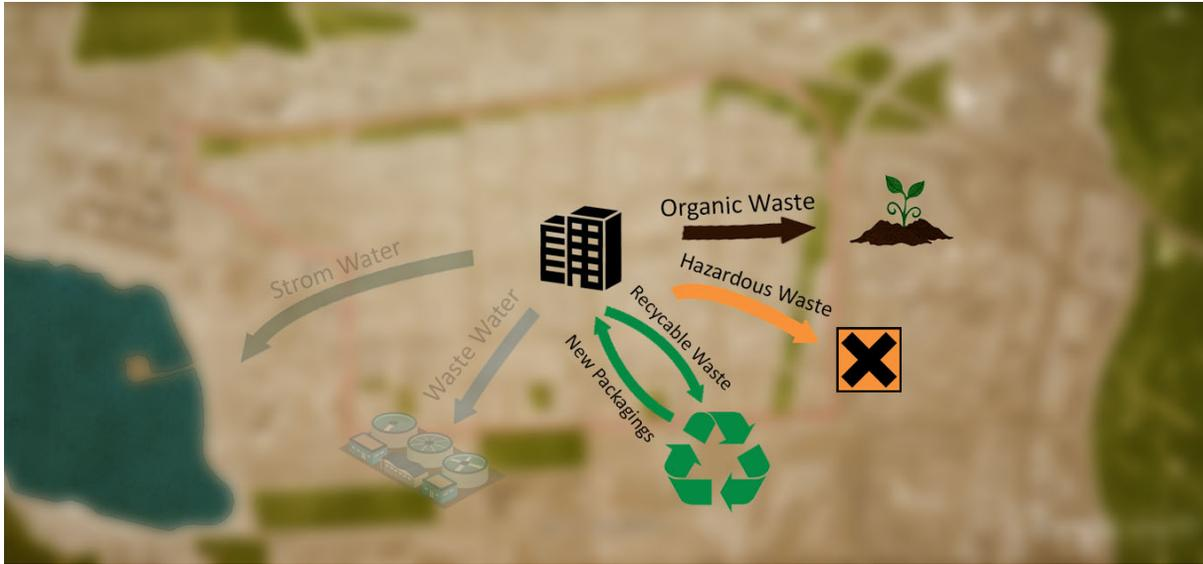 Organic Waste
Hazardous Waste
Strom Water
Recycable Waste
Waste Water
New Packagings